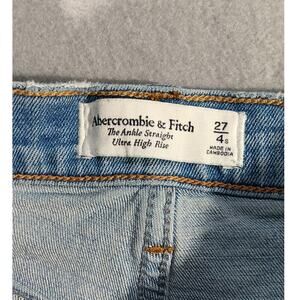 Abercrombie & Fitch
The Ankle Straight
Ultra High Rise
27
4S
MADE IN
CAMBODIA